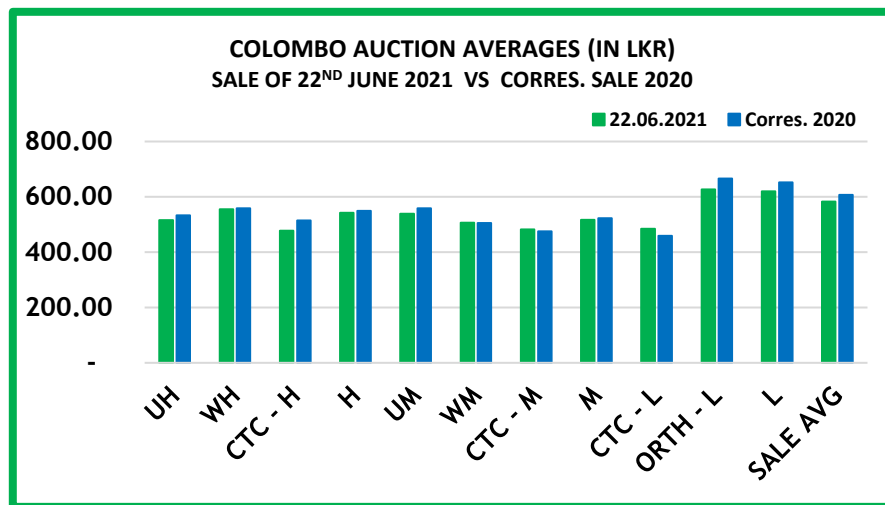 COLOMBO AUCTION AVERAGES (IN LKR)
SALE OF 22ND JUNE 2021 VS CORRES. SALE 2020
22.06.2021 Corres. 2020
800.00
600.00
400.00
200.00
-
UH
WH
CTC - H
H
UM
WM
CTC - M
M
CTC - L
ORTH - L
L
SALE AVG